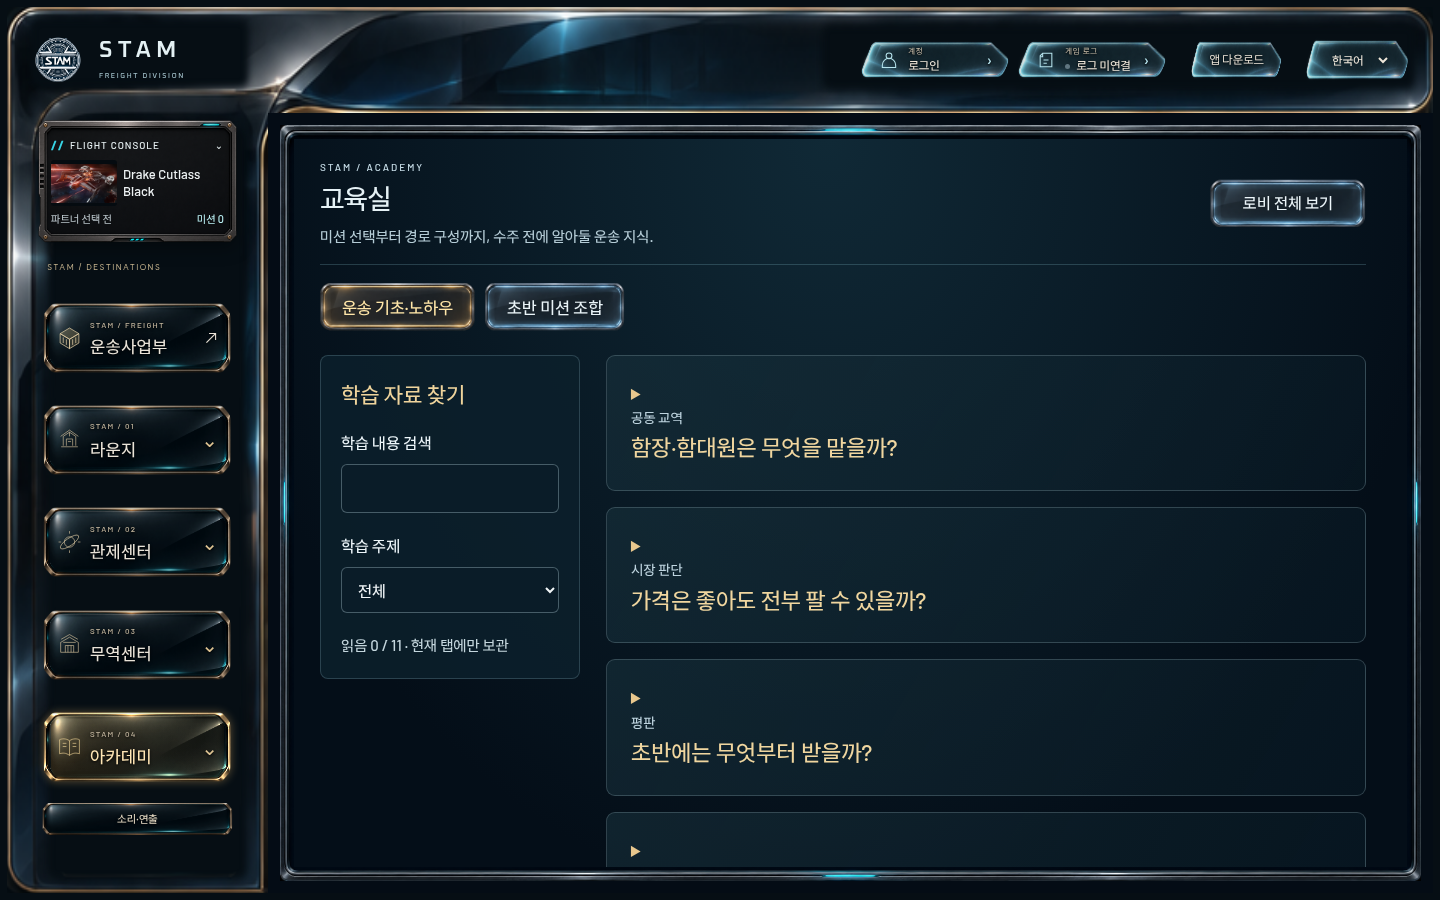 STAM
FREIGHT DIVISION
STAM
계정
로그인
게임 로그
로그 미연결
앱 다운로드
한국어
// FLIGHT CONSOLE
Drake Cutlass
Black
파트너 선택 전
미션 0
STAM / DESTINATIONS
STAM / FREIGHT
운송사업부
STAM / 01
라운지
STAM / 02
관제센터
STAM / 03
무역센터
STAM / 04
아카데미
소리·연출
STAM / ACADEMY
교육실
미션 선택부터 경로 구성까지, 수주 전에 알아둘 운송 지식.
로비 전체 보기
운송 기초·노하우
초반 미션 조합
학습 자료 찾기
학습 내용 검색
학습 주제
전체
읽음 0 / 11 · 현재 탭에만 보관
공동 교역
함장·함대원은 무엇을 맡을까?
시장 판단
가격은 좋아도 전부 팔 수 있을까?
평판
초반에는 무엇부터 받을까?